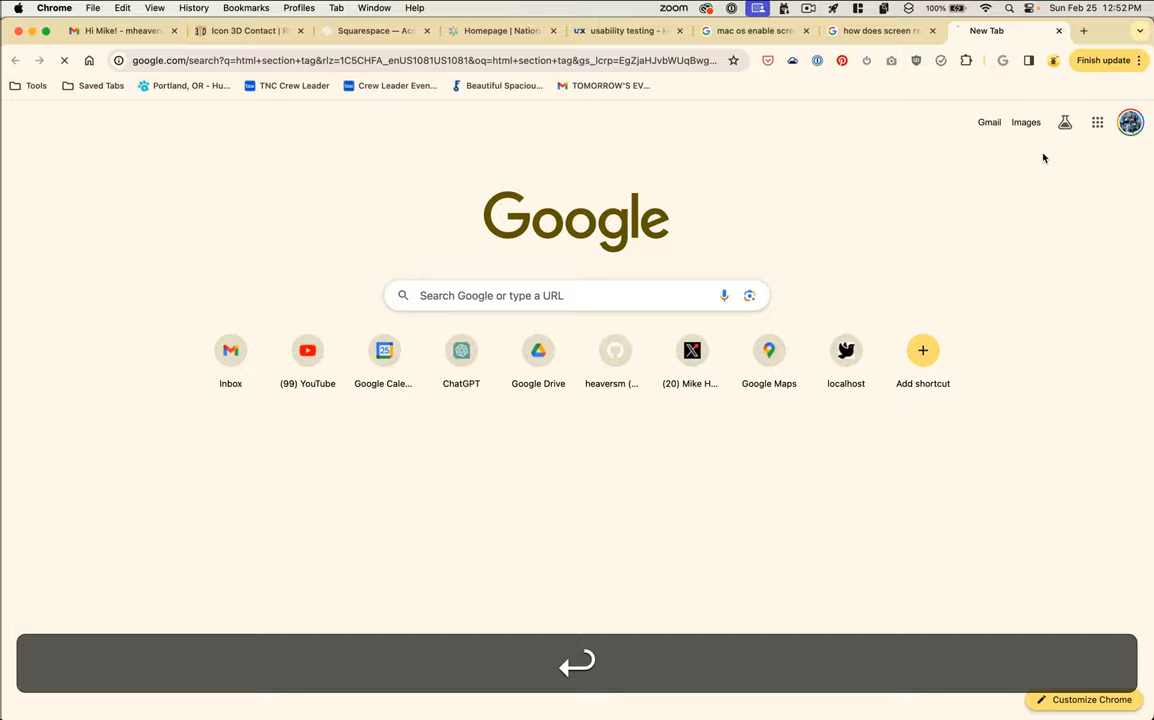 Chrome File Edit View History Bookmarks Profiles Tab Window Help zoom 100% Sun Feb 25 12:52PM
Hi Mike! - mheaver Icon 3D Contact | R Squarespace — Acc Homepage | Nation usability testing - H mac os enable scre how does screen re New Tab
google.com/search?q=html+section+tag&rlz=1C5CHFA_enUS1081US1081&oq=html+section+tag&gs_lcrp=EgZjaHJvbWUqBwg... Finish update
Tools Saved Tabs Portland, OR - Hu... TNC Crew Leader Crew Leader Even... Beautiful Spaciou... TOMORROW'S EV...
Gmail Images
Google
Search Google or type a URL
Inbox (99) YouTube Google Cale... ChatGPT Google Drive heaversm (... (20) Mike H... Google Maps localhost Add shortcut
Customize Chrome